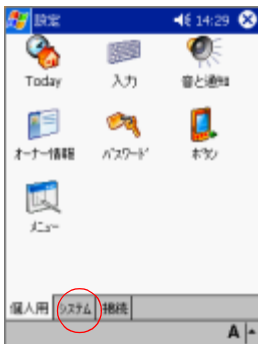 設定 14:29
Today 入力 音と通知
オーナー情報 パスワード ボタン
メニュー
個人用 システム 接続
A